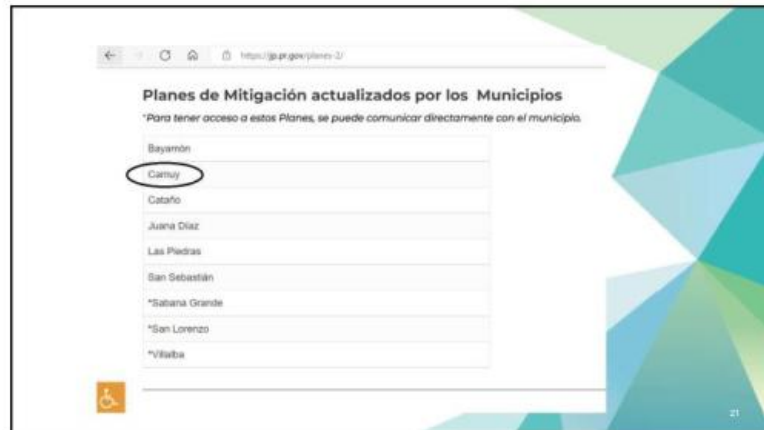 https://jp.pr.gov/planes-2/
Planes de Mitigación actualizados por los Municipios
*Para tener acceso a estos Planes, se puede comunicar directamente con el municipio.
Bayamón
Camuy
Cataño
Juana Díaz
Las Piedras
San Sebastián
*Sabana Grande
*San Lorenzo
*Villalba
21